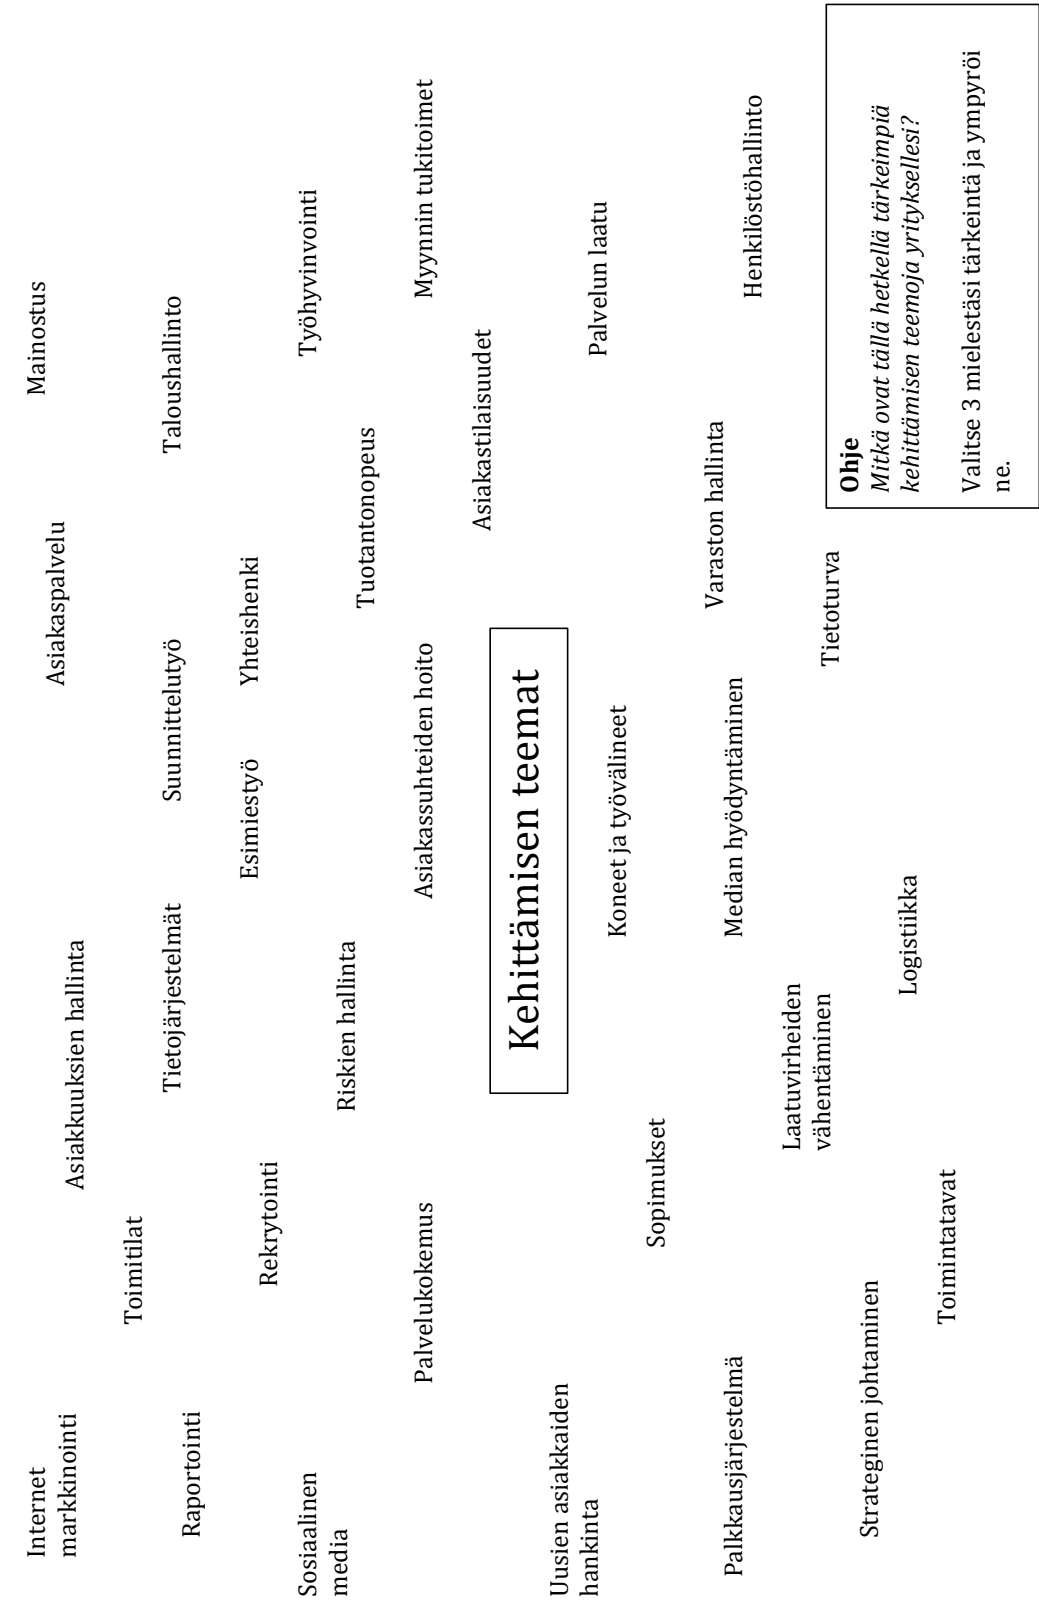 Internet
markkinointi
Mainostus
Asiakaspalvelu
Asiakkuuksien hallinta
Toimitilat
Tietojärjestelmät
Suunnittelutyö
Taloushallinto
Raportointi
Esimiestyö
Yhteishenki
Rekrytointi
Sosiaalinen
media
Työhyvinvointi
Riskien hallinta
Tuotantonopeus
Palvelukokemus
Asiakassuhteiden hoito
Myynnin tukitoimet
Asiakastilaisuudet
Kehittämisen teemat
Uusien asiakkaiden
hankinta
Palvelun laatu
Koneet ja työvälineet
Sopimukset
Varaston hallinta
Palkkausjärjestelmä
Median hyödyntäminen
Henkilöstöhallinto
Laatuvirheiden
vähentäminen
Tietoturva
Strateginen johtaminen
Logistiikka
Toimintatavat
Ohje
Mitkä ovat tällä hetkellä tärkeimpiä
kehittämisen teemoja yrityksellesi?
Valitse 3 mielestäsi tärkeintä ja ympyröi
ne.